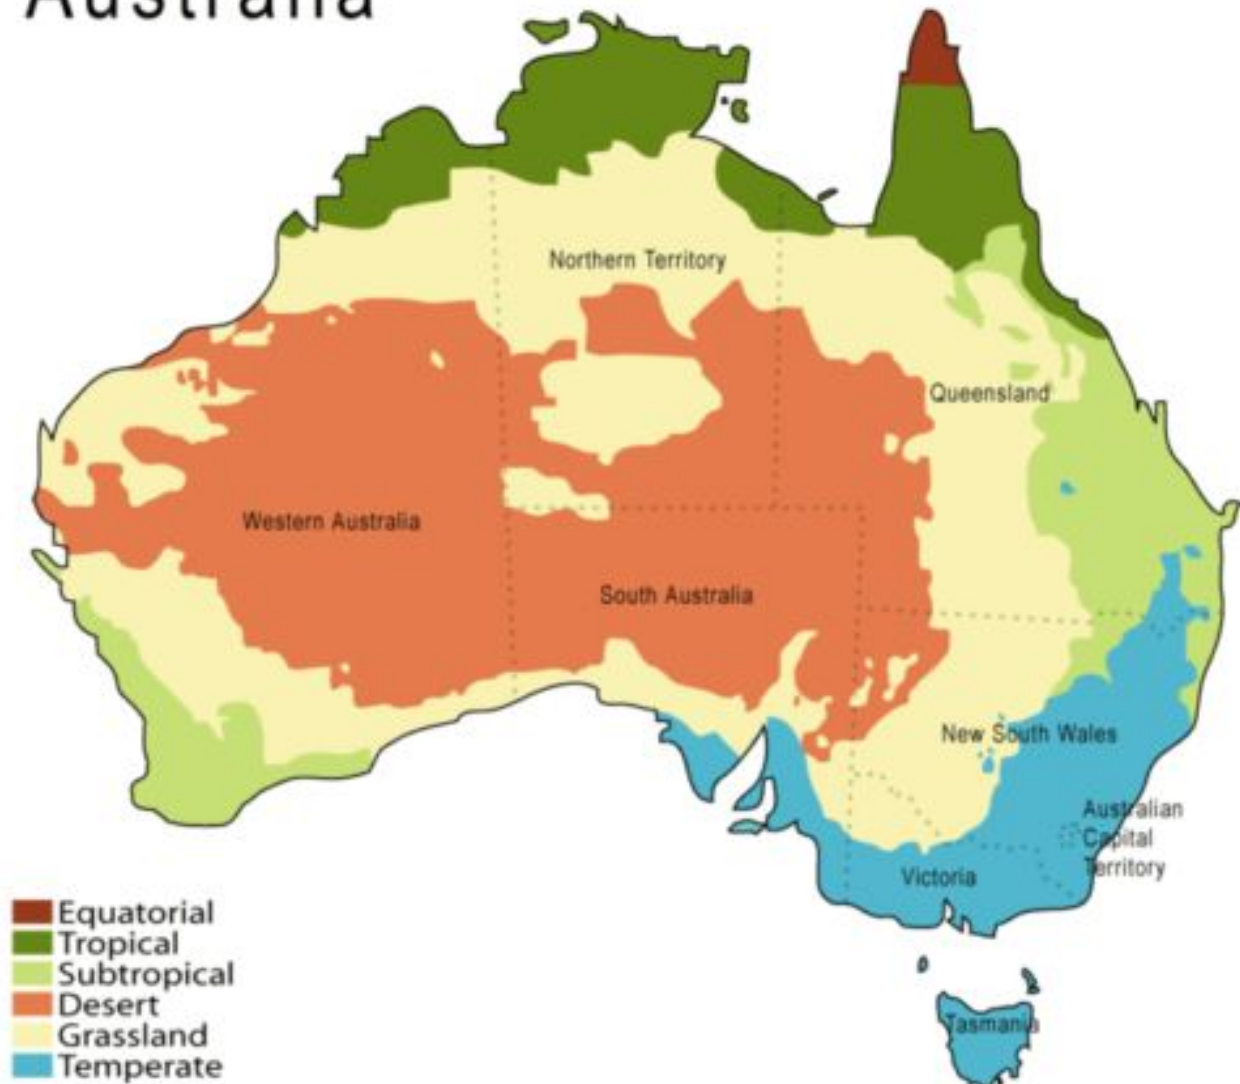 Australia
Northern Territory
Queensland
Western Australia
South Australia
New South Wales
Australian
Capital
Territory
Victoria
Equatorial
Tropical
Subtropical
Desert
Grassland
Temperate
Tasmania